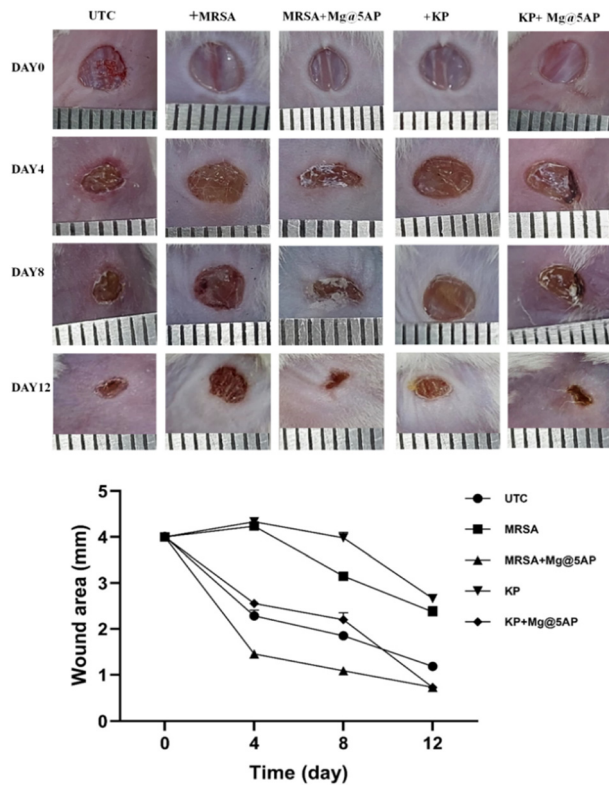 UTC +MRSA MRSA+Mg@5AP +KP KP+ Mg@5AP
DAY0
DAY4
DAY8
DAY12
Wound area (mm)
5
4
3
2
1
0
0 4 8 12
Time (day)
UTC
MRSA
MRSA+Mg@5AP
KP
KP+Mg@5AP